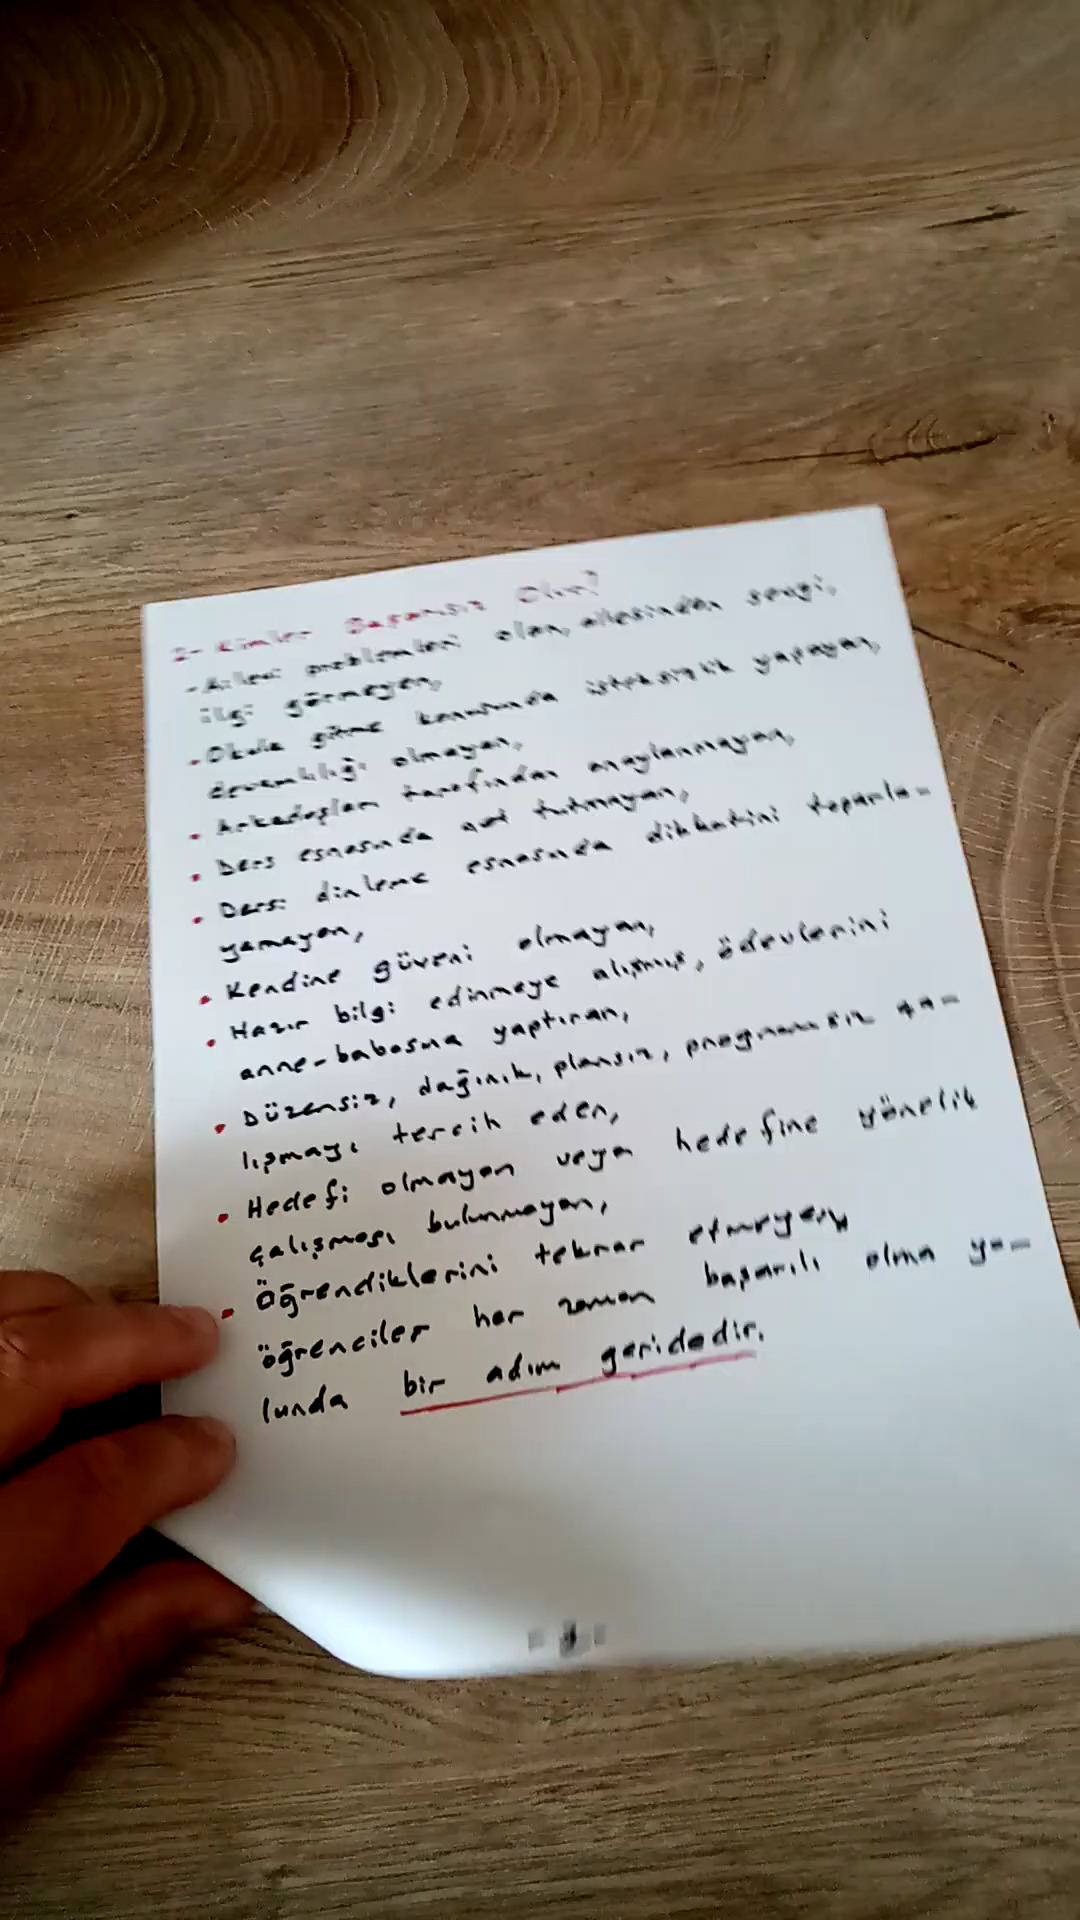 2- Kimler Başarısız Olur?
- Ailevi problemleri olan, ailesinden sevgi,
ilgi görmeyen,
• Okula gitme konusunda isteksizlik yapayan,
devamlılığı olmayan,
• Arkadaşları tarafından onaylanmayan,
• Ders esnasında not tutmayan,
• Dersi dinleme esnasında dikkatini toparla-
yamayan,
• Kendine güveni olmayan,
• Hazır bilgi edinmeye alışmış, ödevlerini
anne-babasına yaptıran,
• Düzensiz, dağınık, plansız, programsız ça-
lışmayı tercih eden,
• Hedefi olmayan veya hedefine yönelik
çalışması bulunmayan,
• Öğrendiklerini tekrar etmeyen,
öğrenciler her zaman başarılı olma yo-
lunda bir adım geridedir.